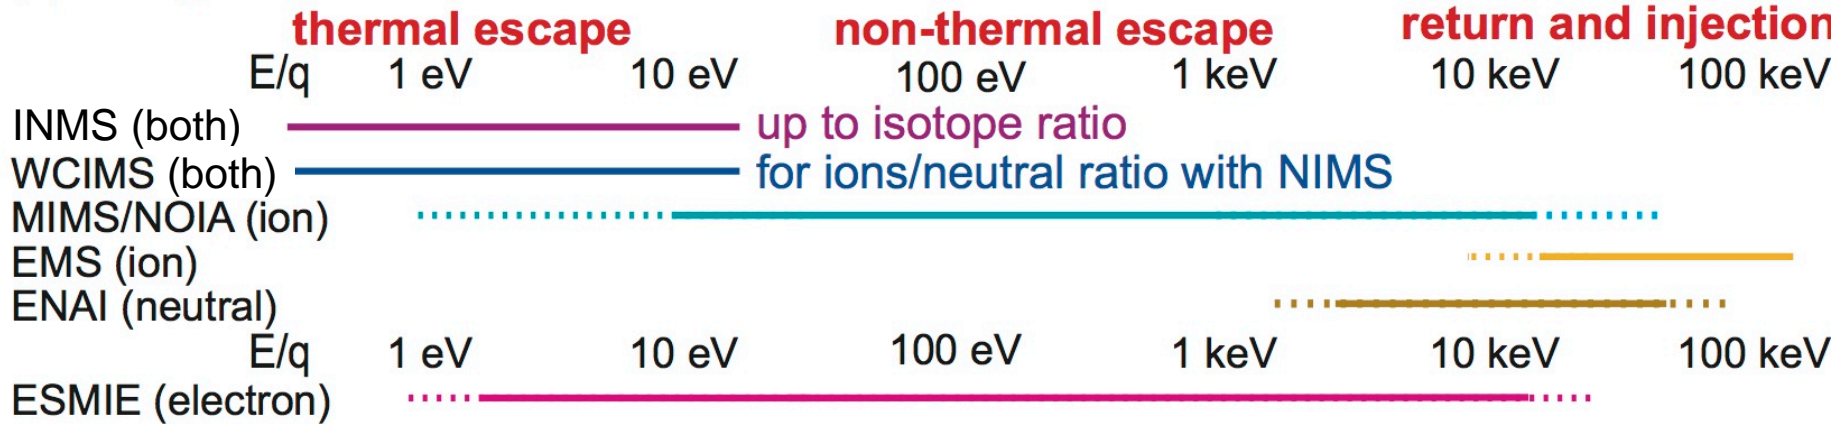 thermal escape non-thermal escape return and injection
E/q 1 eV 10 eV 100 eV 1 keV 10 keV 100 keV
INMS (both) up to isotope ratio
WCIMS (both) for ions/neutral ratio with NIMS
MIMS/NOIA (ion)
EMS (ion)
ENAI (neutral)
E/q 1 eV 10 eV 100 eV 1 keV 10 keV 100 keV
ESMIE (electron)